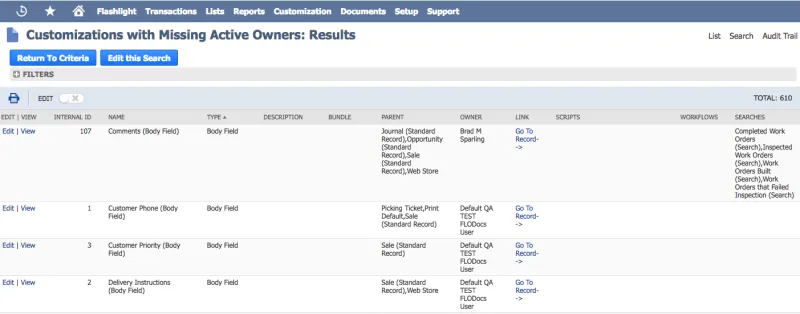 Flashlight Transactions Lists Reports Customization Documents Setup Support
Customizations with Missing Active Owners: Results
List Search Audit Trail
Return To Criteria Edit this Search
FILTERS
EDIT TOTAL: 610
EDIT | VIEW INTERNAL ID NAME TYPE DESCRIPTION BUNDLE PARENT OWNER LINK SCRIPTS WORKFLOWS SEARCHES
Edit | View 107 Comments (Body Field) Body Field Journal (Standard Brad M Go To Completed Work
Record),Opportunity Sparling Record- Orders
(Standard -> (Search),Inspected
Record),Sale Work Orders
(Standard (Search),Work
Record),Web Store Orders Built
(Search),Work
Orders that Failed
Inspection (Search)
Edit | View 1 Customer Phone (Body Body Field Picking Ticket,Print Default QA Go To
Field) Default,Sale TEST Record-
(Standard Record) FLODocs ->
User
Edit | View 3 Customer Priority (Body Body Field Sale (Standard Default QA Go To
Field) Record) TEST Record-
FLODocs ->
User
Edit | View 2 Delivery Instructions Body Field Sale (Standard Default QA Go To
(Body Field) Record),Web Store TEST Record-
FLODocs ->
User